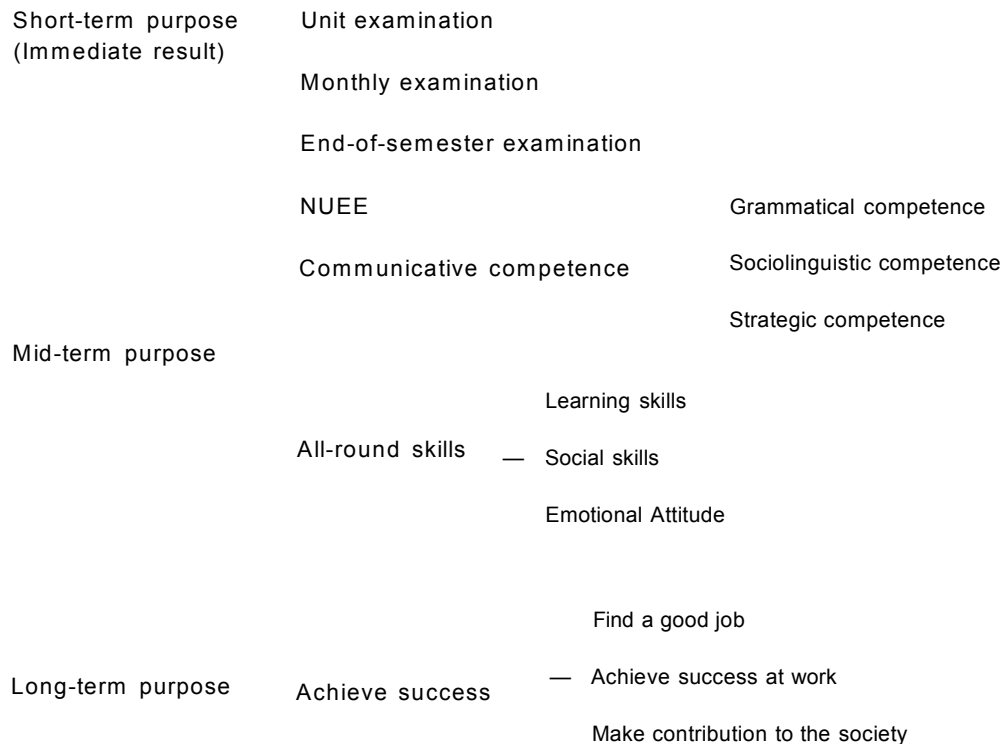 Short-term purpose
(Immediate result)
Unit examination
Monthly examination
End-of-semester examination
NUEE
Communicative competence
Grammatical competence
Sociolinguistic competence
Strategic competence
Mid-term purpose
All-round skills —
Learning skills
Social skills
Emotional Attitude
Long-term purpose
Achieve success —
Find a good job
Achieve success at work
Make contribution to the society